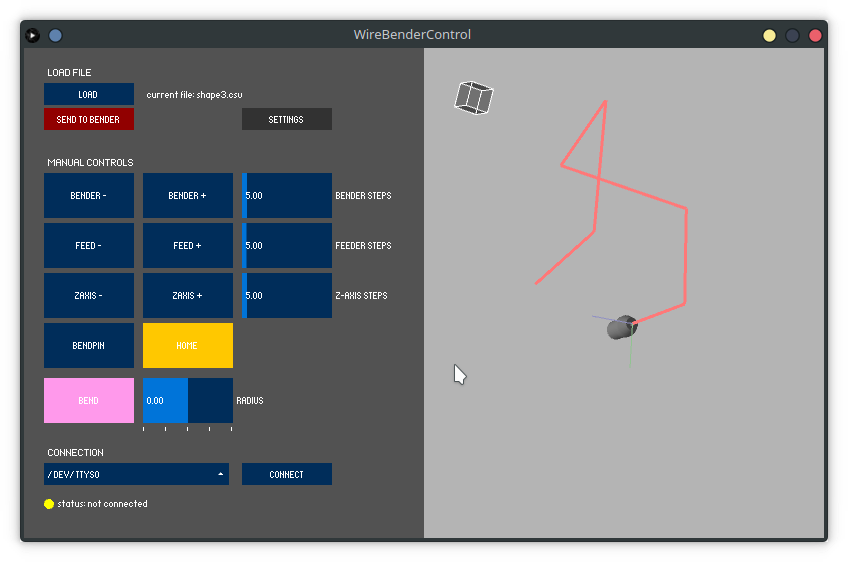 WireBenderControl
LOAD FILE
LOAD
current file: shape3.csv
SEND TO BENDER
SETTINGS
MANUAL CONTROLS
BENDER -
BENDER +
5.00
BENDER STEPS
FEED -
FEED +
5.00
FEEDER STEPS
ZAXIS -
ZAXIS +
5.00
Z-AXIS STEPS
BENDPIN
HOME
BEND
0.00
RADIUS
CONNECTION
/DEV/TTYS0
CONNECT
status: not connected